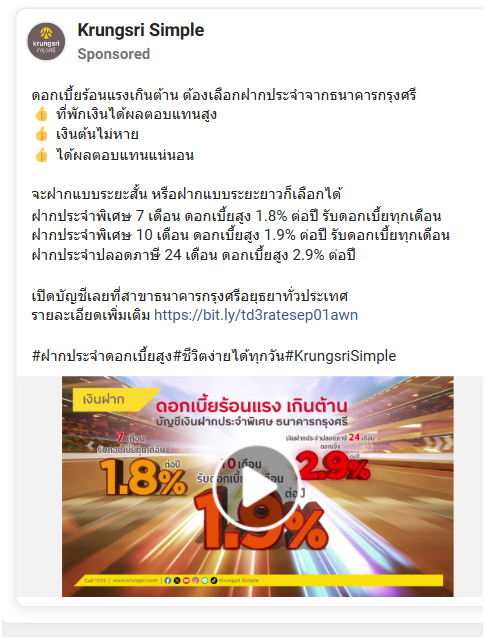 Krungsri Simple
krungsri
กรุงศรี
Sponsored
ดอกเบี้ยร้อนแรงเกินต้าน ต้องเลือกฝากประจำจากธนาคารกรุงศรี
👍 ที่พักเงินได้ผลตอบแทนสูง
👍 เงินต้นไม่หาย
👍 ได้ผลตอบแทนแน่นอน
จะฝากแบบระยะสั้น หรือฝากแบบระยะยาวก็เลือกได้
ฝากประจำพิเศษ 7 เดือน ดอกเบี้ยสูง 1.8% ต่อปี รับดอกเบี้ยทุกเดือน
ฝากประจำพิเศษ 10 เดือน ดอกเบี้ยสูง 1.9% ต่อปี รับดอกเบี้ยทุกเดือน
ฝากประจำปลอดภาษี 24 เดือน ดอกเบี้ยสูง 2.9% ต่อปี
เปิดบัญชีเลยที่สาขาธนาคารกรุงศรีอยุธยาทั่วประเทศ
รายละเอียดเพิ่มเติม https://bit.ly/td3ratesep01awn
#ฝากประจำดอกเบี้ยสูง#ชีวิตง่ายได้ทุกวัน#KrungsriSimple
เงินฝาก
ดอกเบี้ยร้อนแรง เกินต้าน
บัญชีเงินฝากประจำพิเศษ ธนาคารกรุงศรี
7 เดือน
รับดอกเบี้ยทุกเดือน
1.8% ต่อปี
10 เดือน
รับดอกเบี้ยทุกเดือน
1.9% ต่อปี
เงินฝากประจำปลอดภาษี 24 เดือน
ดอกเบี้ย
2.9% ต่อปี
Call 1572 | www.krungsri.com | Krungsri Simple